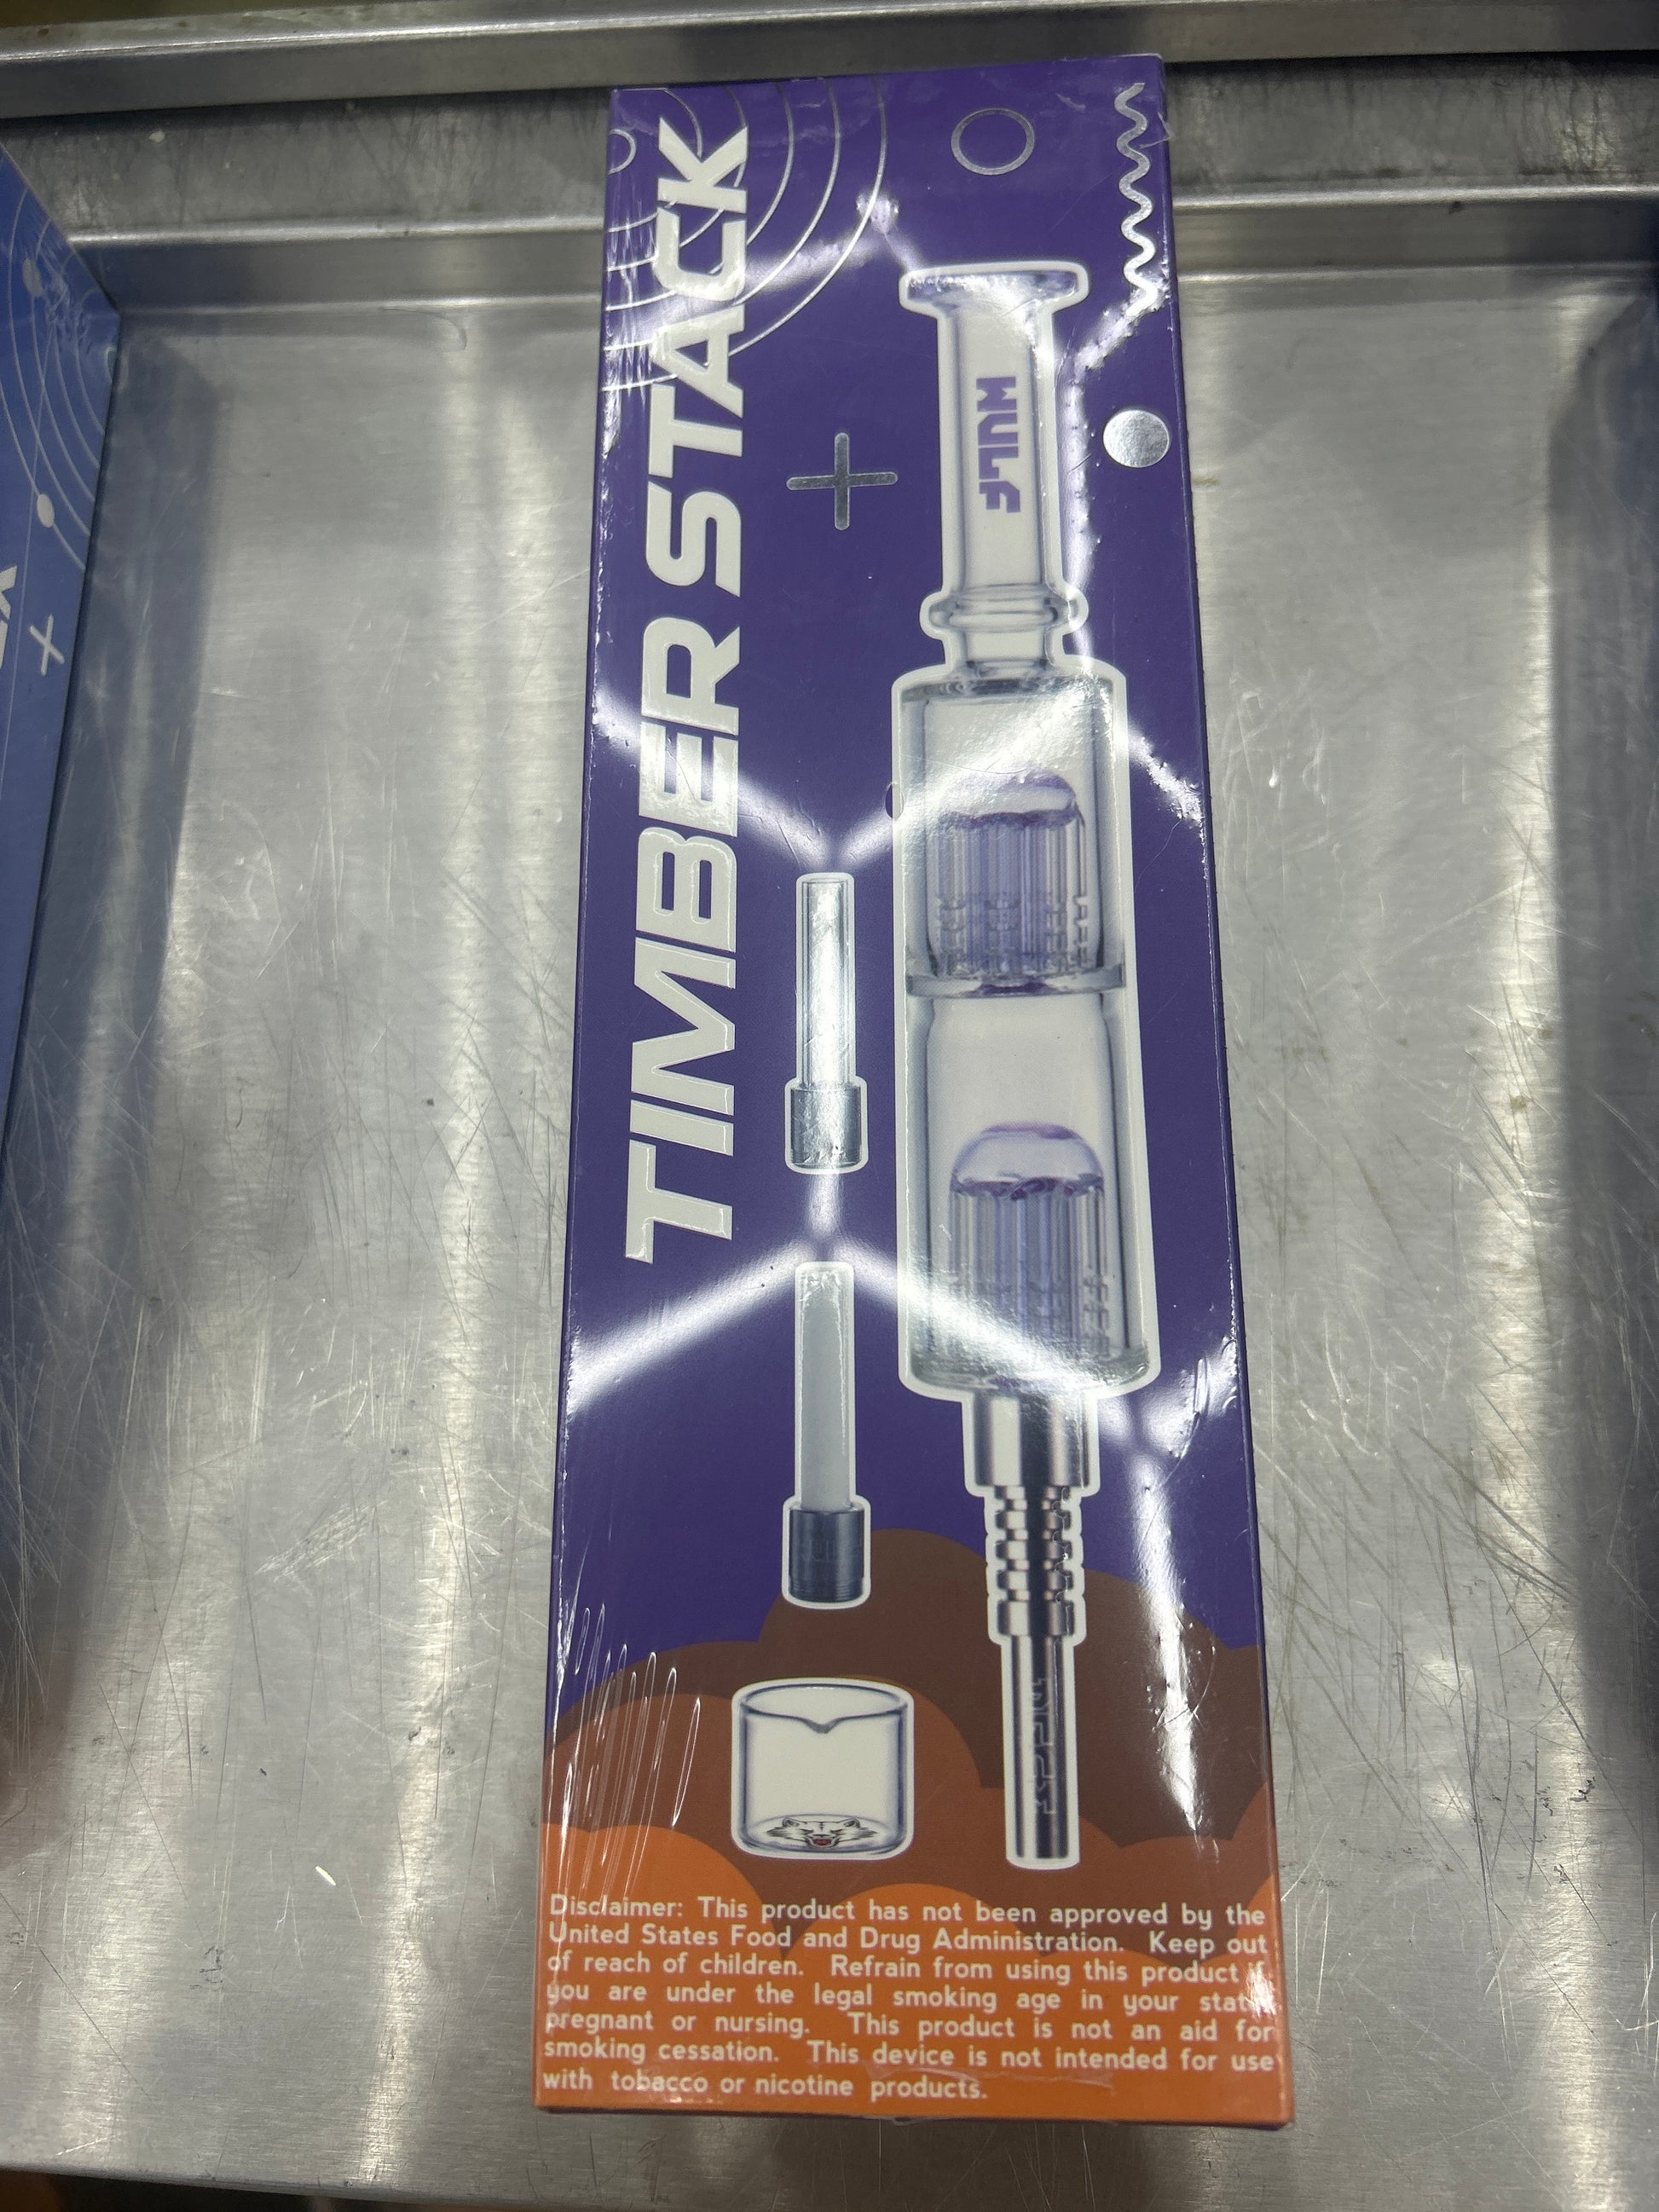 TIMBER STACK
WULF
Disclaimer: This product has not been approved by the
United States Food and Drug Administration. Keep out
of reach of children. Refrain from using this product if
you are under the legal smoking age in your state,
pregnant or nursing. This product is not an aid for
smoking cessation. This device is not intended for use
with tobacco or nicotine products.